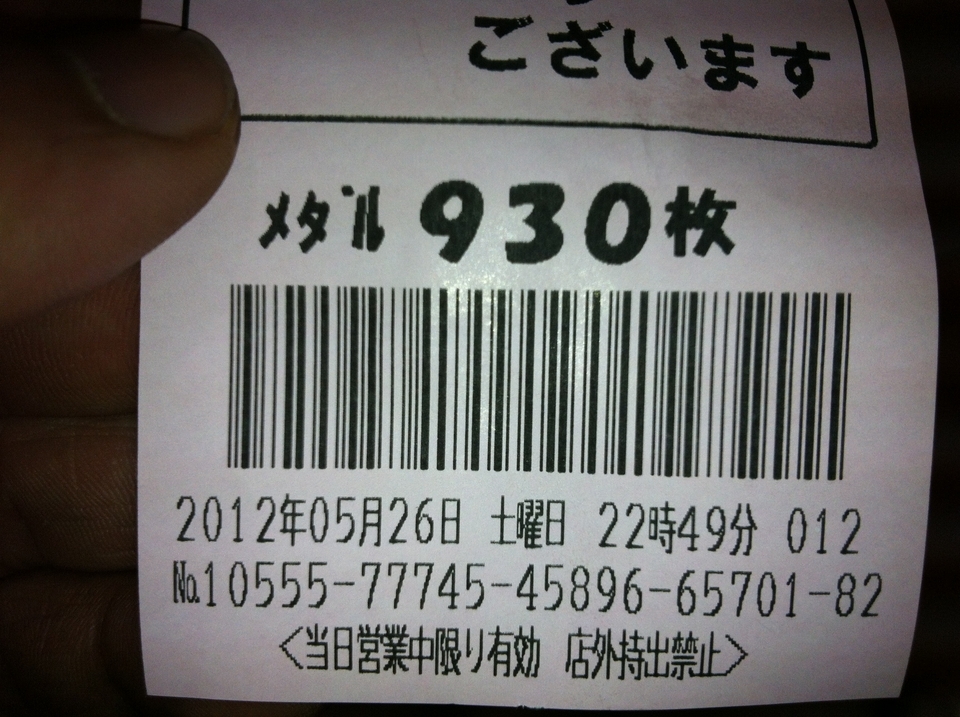 ございます
メダル 930枚
2012年05月26日 土曜日 22時49分 012
No.10555-77745-45896-65701-82
<当日営業中限り有効 店外持出禁止>